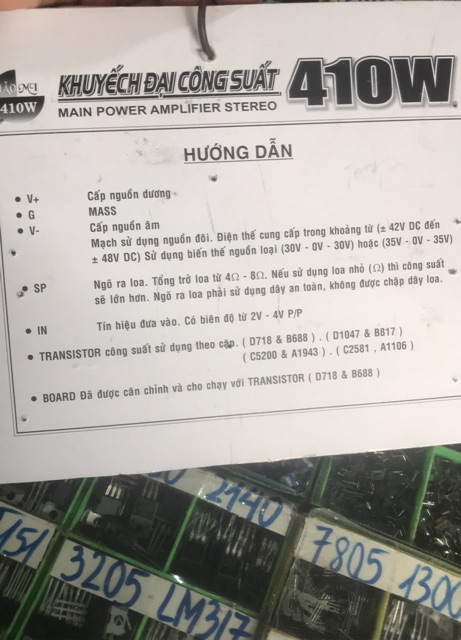 410W
KHUYẾCH ĐẠI CÔNG SUẤT 410W
MAIN POWER AMPLIFIER STEREO
HƯỚNG DẪN
• V+ Cấp nguồn dương
• G MASS
• V- Cấp nguồn âm
Mạch sử dụng nguồn đôi. Điện thế cung cấp trong khoảng từ (± 42V DC đến
± 48V DC) Sử dụng biến thế nguồn loại (30V - 0V - 30V) hoặc (35V - 0V - 35V)
• SP Ngõ ra loa. Tổng trở loa từ 4Ω - 8Ω. Nếu sử dụng loa nhỏ (Ω) thì công suất
sẽ lớn hơn. Ngõ ra loa phải sử dụng dây an toàn, không được chập dây loa.
• IN Tín hiệu đưa vào. Có biên độ từ 2V - 4V P/P
• TRANSISTOR công suất sử dụng theo cặp. ( D718 & B688 ) . ( D1047 & B817 )
( C5200 & A1943 ) . ( C2581 , A1106 )
• BOARD Đã được cân chỉnh và cho chạy với TRANSISTOR ( D718 & B688 )
2140
7805 1300
3205 LM317